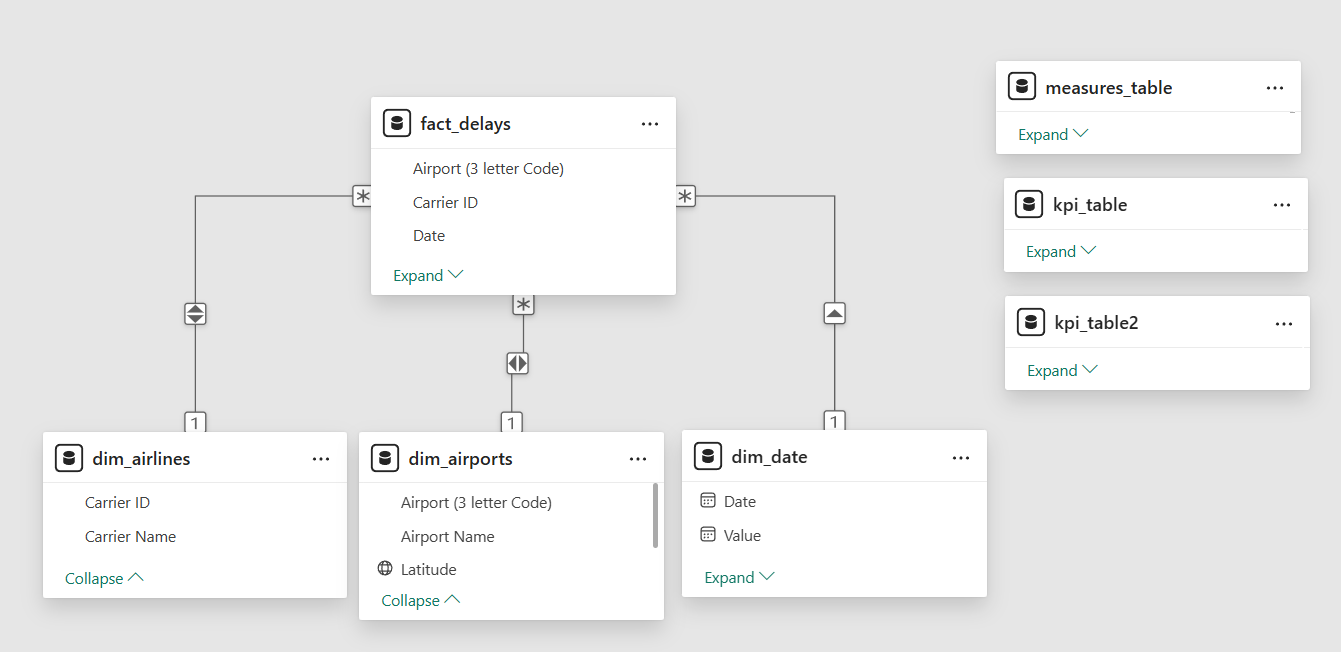 measures_table
Expand
fact_delays
Airport (3 letter Code)
Carrier ID
Date
Expand
*
*
*
kpi_table
Expand
kpi_table2
Expand
1
1
1
dim_airlines
Carrier ID
Carrier Name
Collapse
dim_airports
Airport (3 letter Code)
Airport Name
Latitude
Collapse
dim_date
Date
Value
Expand